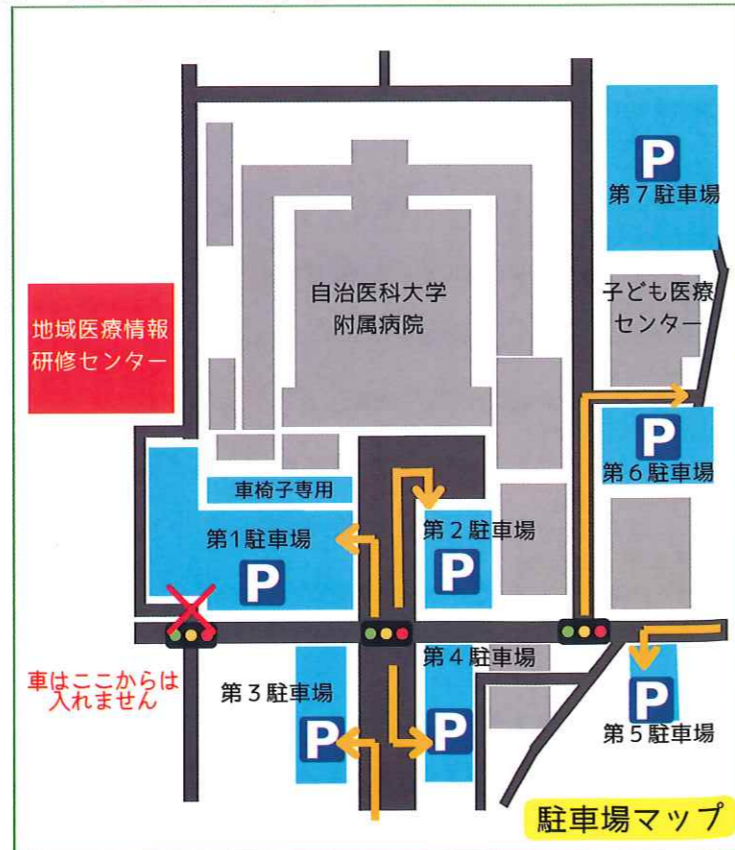 P
第7駐車場
自治医科大学
附属病院
子ども医療
センター
地域医療情報
研修センター
P
第6駐車場
車椅子専用
第1駐車場
P
第2駐車場
P
車はここからは
入れません
第3駐車場
P
第4駐車場
P
P
第5駐車場
駐車場マップ